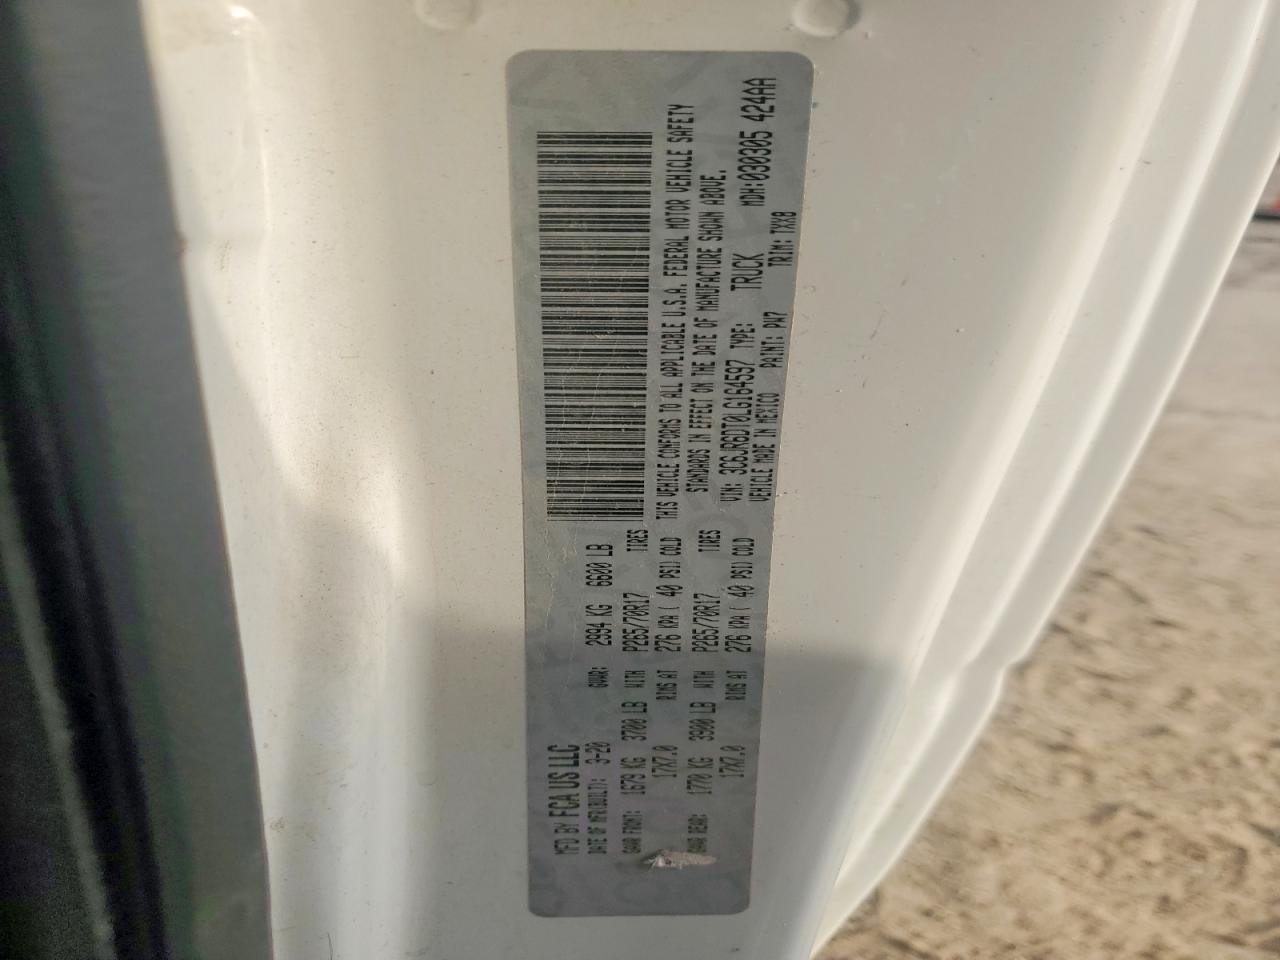 MFD BY FCA US LLC
DATE OF MFR(BUILT): 3-20 GVWR: 2994 KG 6600 LB
GAWR FRONT: 1679 KG 3700 LB WITH P265/70R17 TIRES
17X7.0 RIMS AT 276 KPA( 40 PSI) COLD
GAWR REAR: 1770 KG 3900 LB WITH P265/70R17 TIRES
17X7.0 RIMS AT 276 KPA( 40 PSI) COLD
THIS VEHICLE CONFORMS TO ALL APPLICABLE U.S.A. FEDERAL MOTOR VEHICLE SAFETY
STANDARDS IN EFFECT ON THE DATE OF MANUFACTURE SHOWN ABOVE.
VIN: 3C6JR6DT0LG164597 TYPE: TRUCK MDH:030305 424AA
VEHICLE MADE IN MEXICO PAINT: PW7 TRIM: TXX8